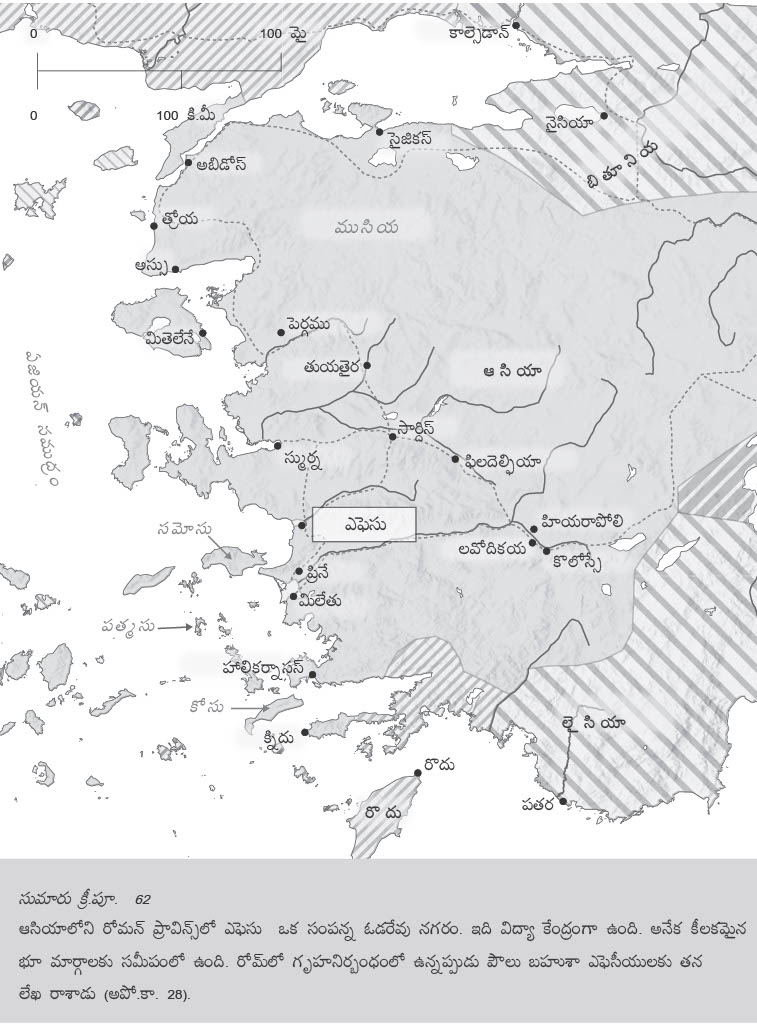 0 100 మై
కాల్సెడాన్
0 100 కి.మీ
నైసియా
సైజికస్
బితూనియ
అబిడోస్
త్రోయ
ముసియ
అస్సు
పెర్గము
మితెలేనే
తుయతైర
ఆసియా
ఏజియన్ సముద్రం
సార్దిస్
స్ముర్న
ఫిలదెల్ఫియా
ఎఫెసు
హియరాపోలి
సమోసు
లవోదికయ
కొలొస్సే
ప్రినే
మిలేతు
పత్మసు
హాలికర్నాసస్
కోసు
లైసియా
క్నిదు
రొదు
పతర
రొదు
సుమారు క్రీ.పూ. 62
ఆసియాలోని రోమన్ ప్రావిన్స్‌లో ఎఫెసు ఒక సంపన్న ఓడరేవు నగరం. ఇది విద్యా కేంద్రంగా ఉంది. అనేక కీలకమైన
భూ మార్గాలకు సమీపంలో ఉంది. రోమ్‌లో గృహనిర్బంధంలో ఉన్నప్పుడు పౌలు బహుశా ఎఫెసీయులకు తన
లేఖ రాశాడు (అపో.కా. 28).